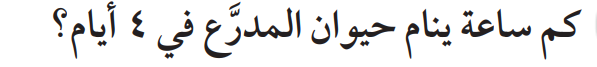 كم ساعة ينام حيوان المدرَّع في ٤ أيام؟